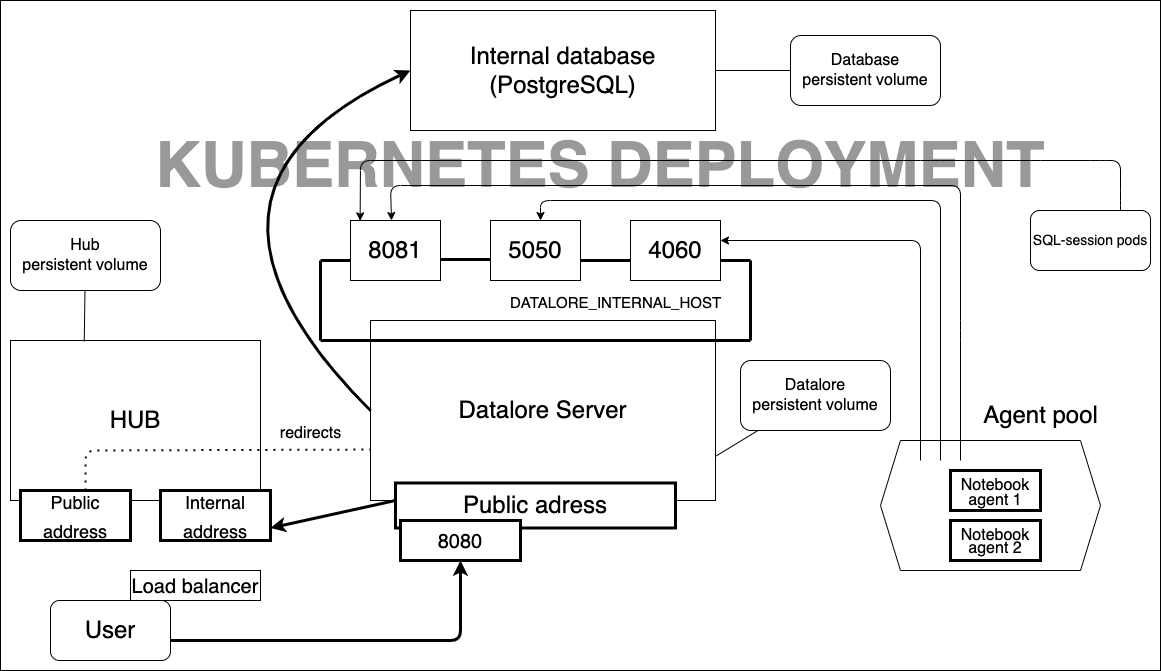 Internal database
(PostgreSQL)
Database
persistent volume
KUBERNETES DEPLOYMENT
Hub
persistent volume
8081
5050
4060
SQL-session pods
DATALORE_INTERNAL_HOST
HUB
Datalore Server
Datalore
persistent volume
redirects
Agent pool
Public
address
Internal
address
Public adress
8080
Notebook
agent 1
Notebook
agent 2
Load balancer
User